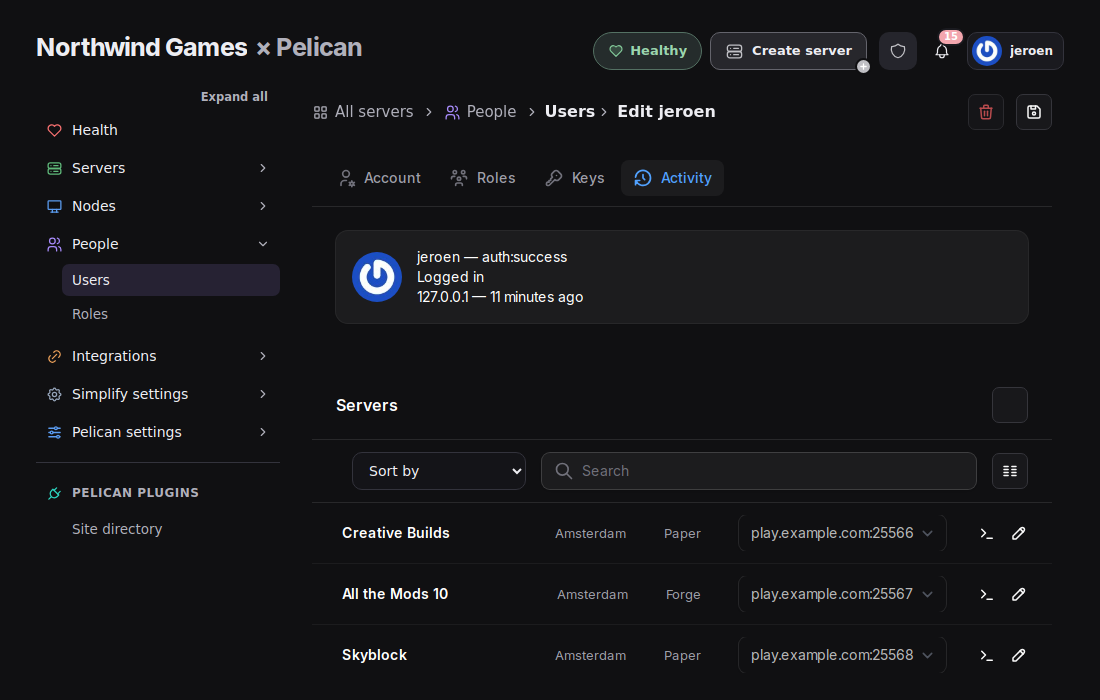 Northwind Games × Pelican
Healthy
Create server
15
jeroen
Expand all
Health
Servers
Nodes
People
Users
Roles
Integrations
Simplify settings
Pelican settings
PELICAN PLUGINS
Site directory
All servers > People > Users > Edit jeroen
Account Roles Keys Activity
jeroen — auth:success
Logged in
127.0.0.1 — 11 minutes ago
Servers
Sort by
Search
Creative Builds Amsterdam Paper play.example.com:25566
All the Mods 10 Amsterdam Forge play.example.com:25567
Skyblock Amsterdam Paper play.example.com:25568